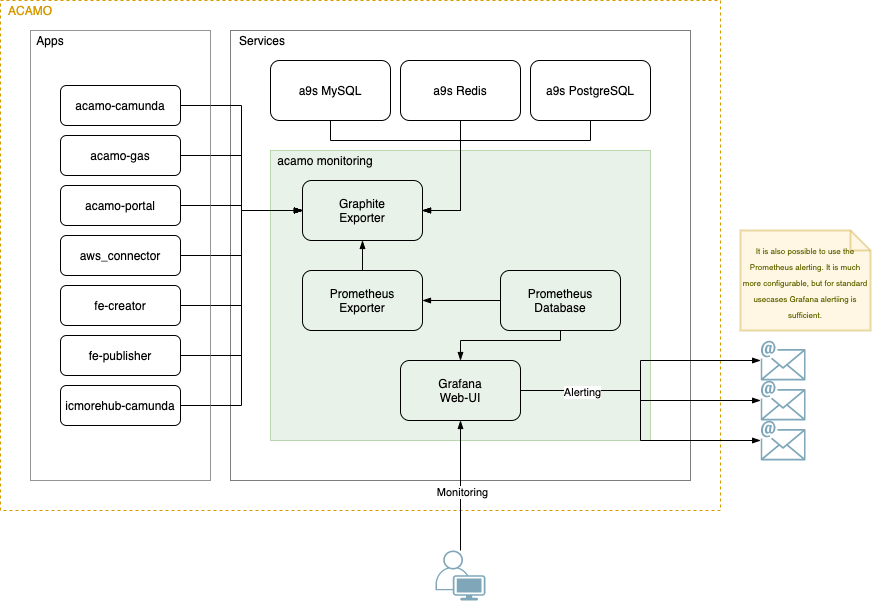 ACAMO
Apps
Services
acamo-camunda
acamo-gas
acamo-portal
aws_connector
fe-creator
fe-publisher
icmorehub-camunda
a9s MySQL
a9s Redis
a9s PostgreSQL
acamo monitoring
Graphite
Exporter
Prometheus
Exporter
Prometheus
Database
Grafana
Web-UI
Alerting
Monitoring
It is also possible to use the
Prometheus alerting. It is much
more configurable, but for standard
usecases Grafana alertiing is
sufficient.
@
@
@